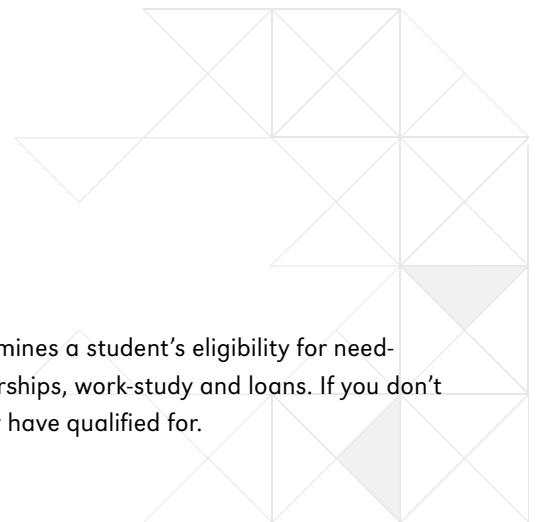 mines a student’s eligibility for need-
rships, work-study and loans. If you don’t
have qualified for.